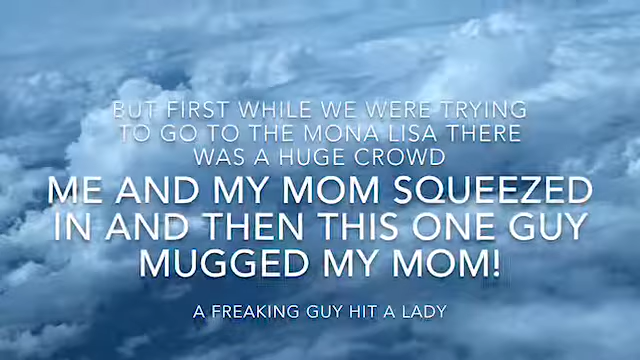 BUT FIRST WHILE WE WERE TRYING
TO GO TO THE MONA LISA THERE
WAS A HUGE CROWD
ME AND MY MOM SQUEEZED
IN AND THEN THIS ONE GUY
MUGGED MY MOM!
A FREAKING GUY HIT A LADY